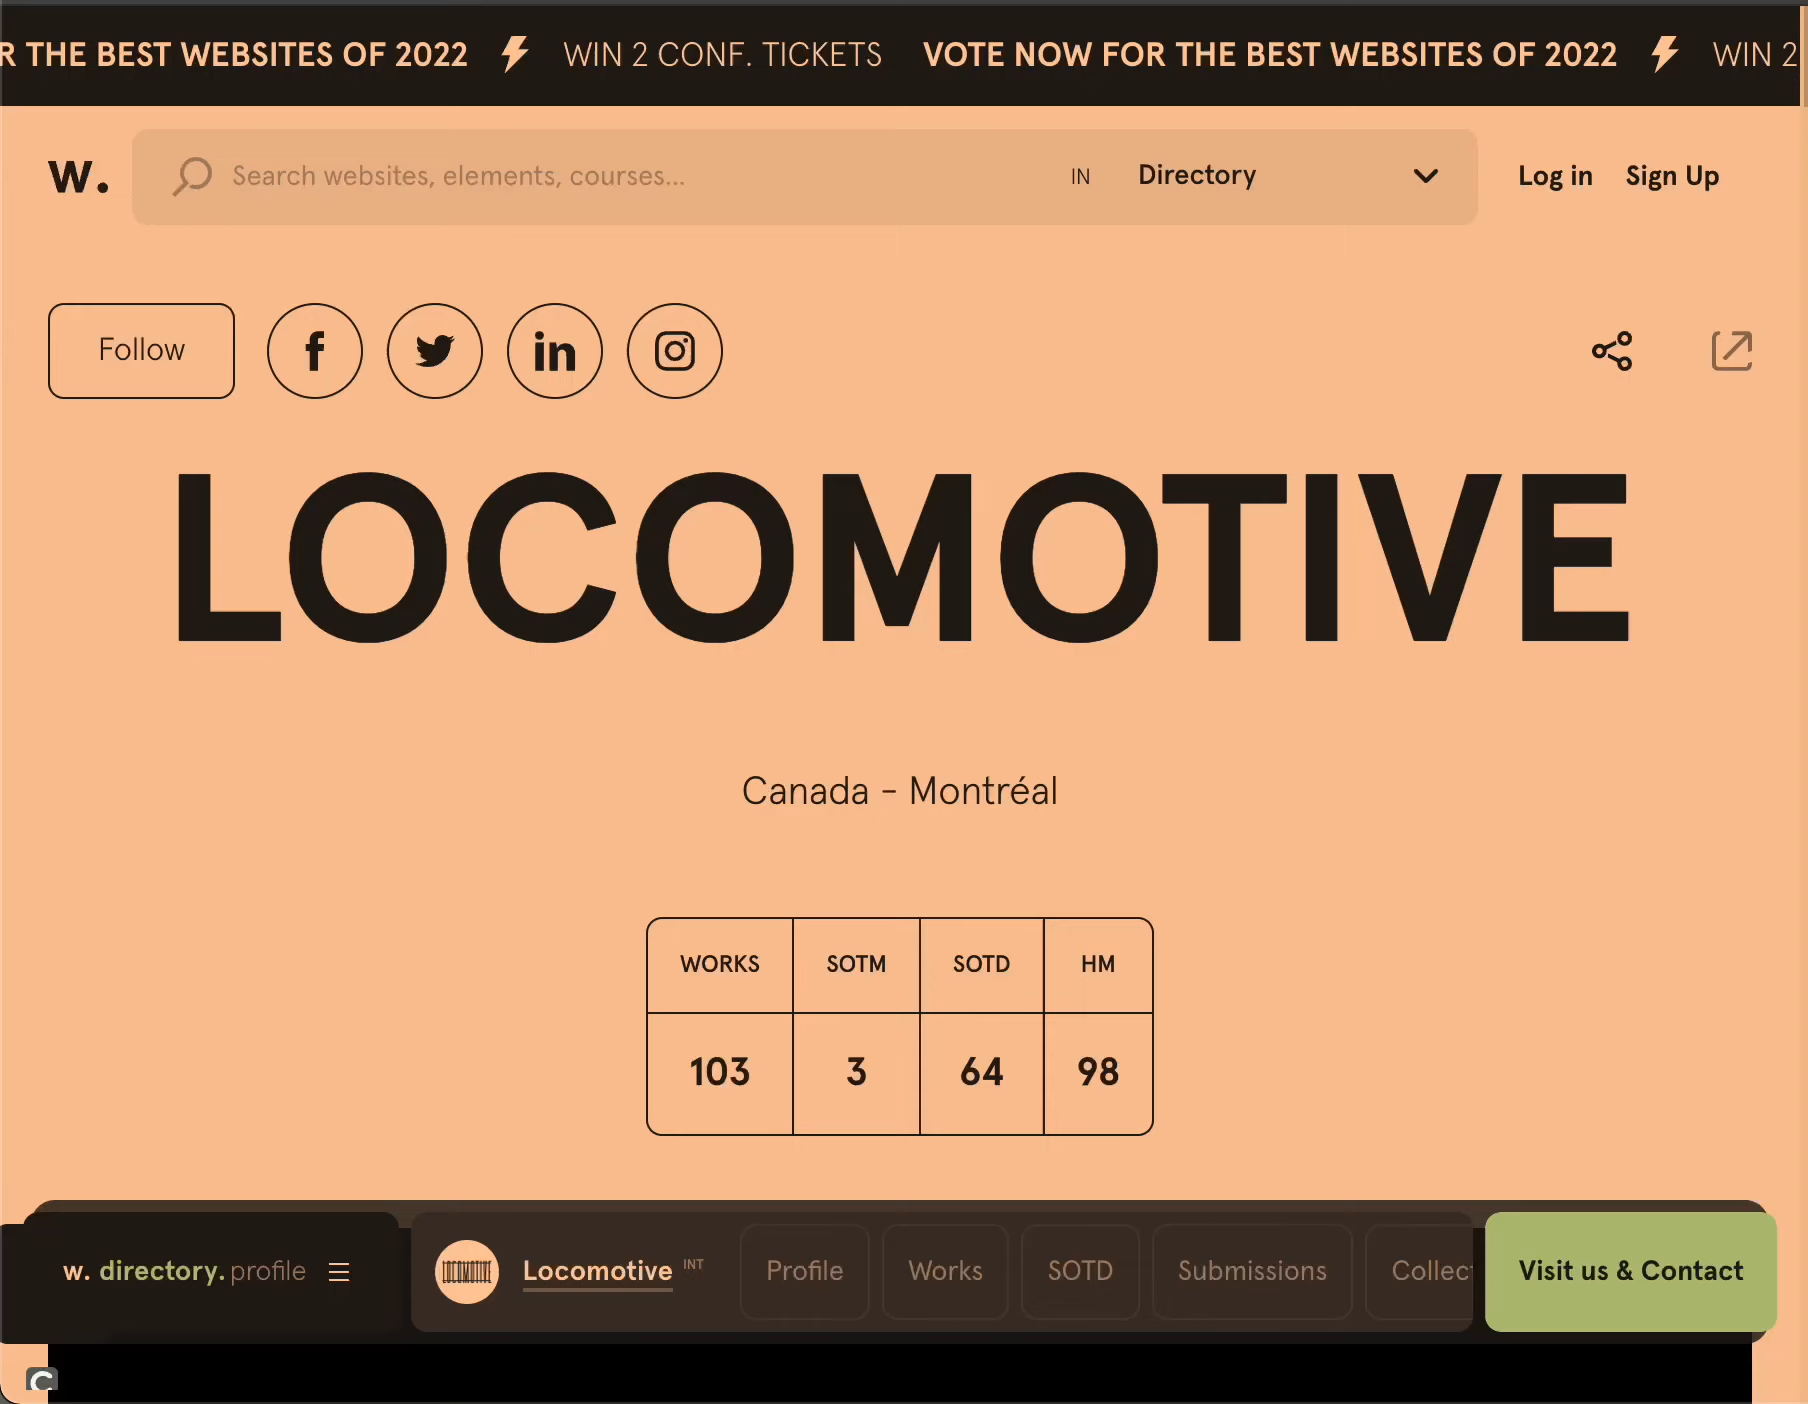 R THE BEST WEBSITES OF 2022 WIN 2 CONF. TICKETS VOTE NOW FOR THE BEST WEBSITES OF 2022 WIN 2
W. Search websites, elements, courses... IN Directory Log in Sign Up
Follow
LOCOMOTIVE
Canada - Montréal
WORKS SOTM SOTD HM
103 3 64 98
w. directory. profile Locomotive INT Profile Works SOTD Submissions Collec Visit us & Contact